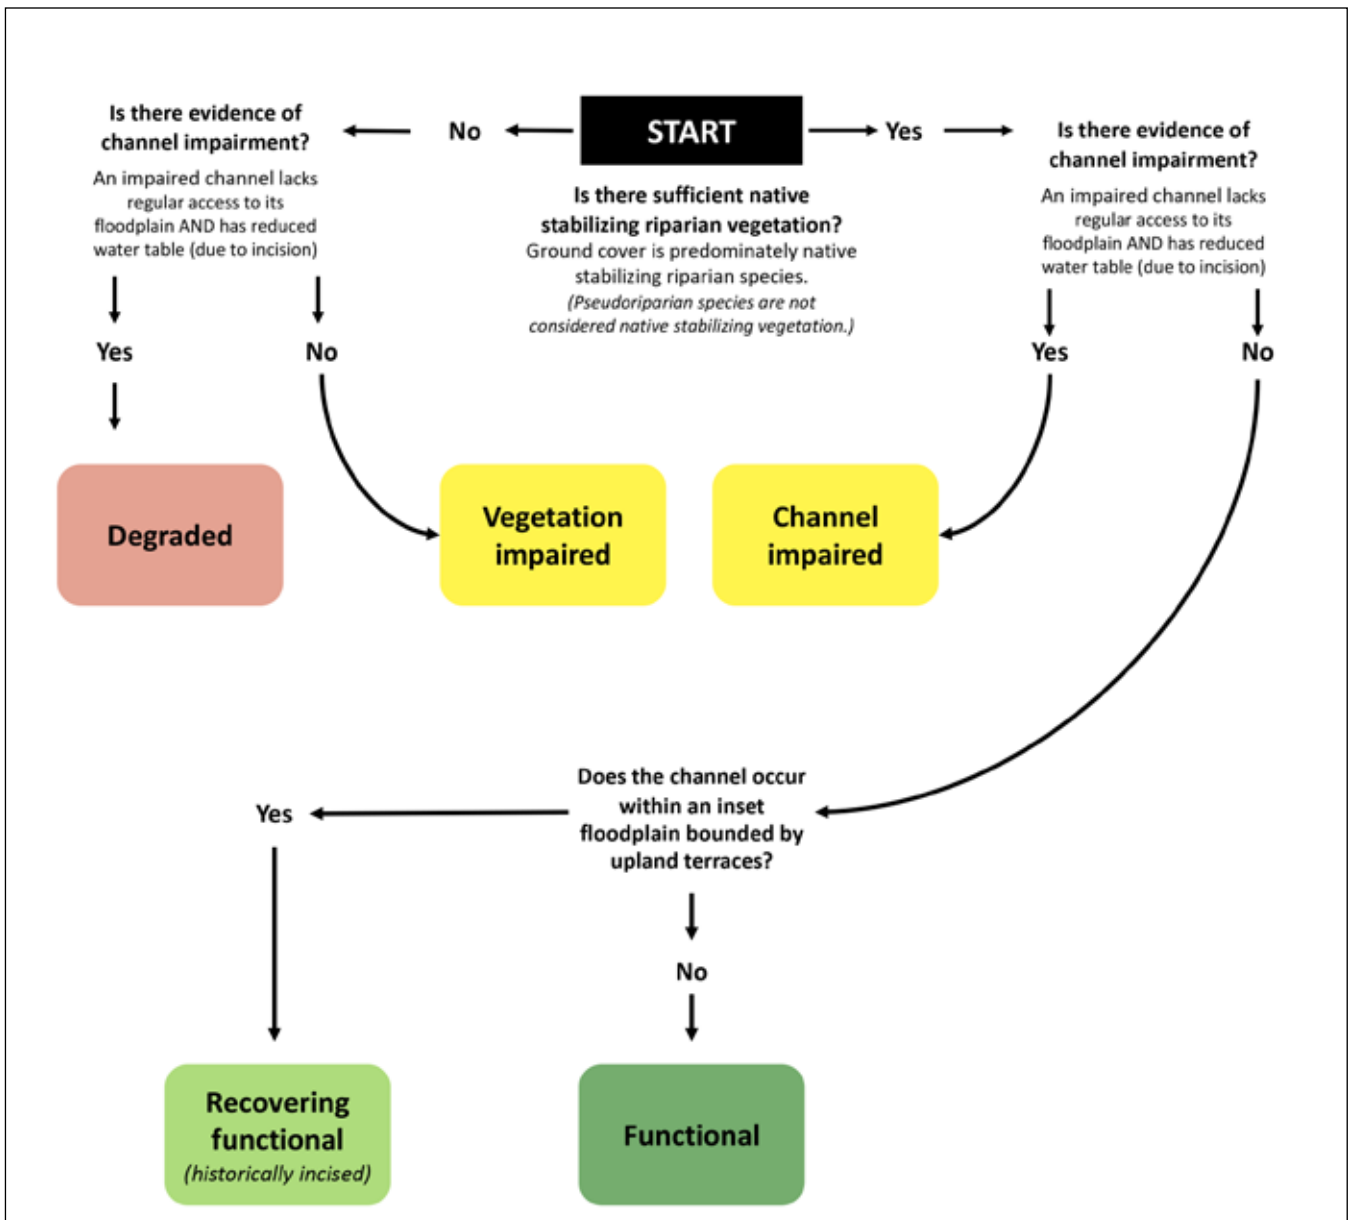 START
Is there sufficient native
stabilizing riparian vegetation?
Ground cover is predominately native
stabilizing riparian species.
(Pseudoriparian species are not
considered native stabilizing vegetation.)
No
Is there evidence of
channel impairment?
An impaired channel lacks
regular access to its
floodplain AND has reduced
water table (due to incision)
Yes
No
Yes
Is there evidence of
channel impairment?
An impaired channel lacks
regular access to its
floodplain AND has reduced
water table (due to incision)
Yes
No
Degraded
Vegetation
impaired
Channel
impaired
Does the channel occur
within an inset
floodplain bounded by
upland terraces?
Yes
No
Recovering
functional
(historically incised)
Functional